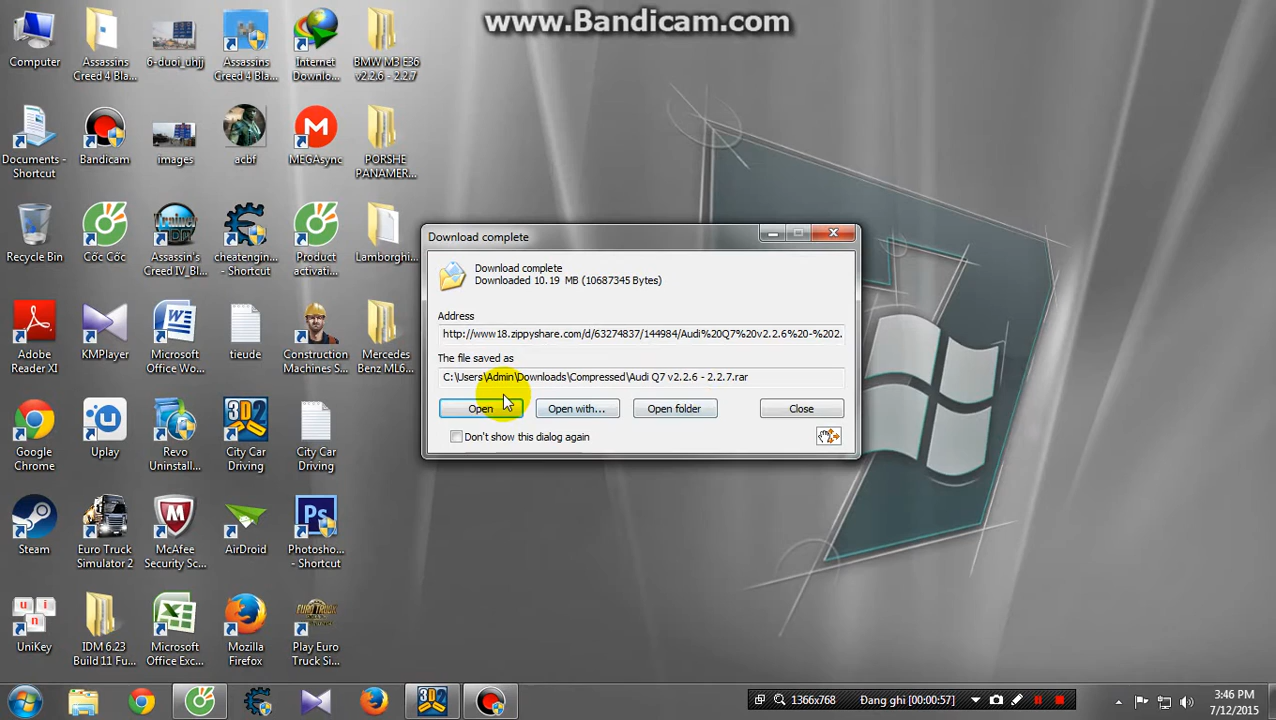 www.Bandicam.com
Computer
Assassins
Creed 4 Bla...
6-duoi_uhjj
Assassins
Creed 4 Bla...
Internet
Downlo...
BMW M3 E36
v2.2.6 - 2.2.7
Documents -
Shortcut
Bandicam
images
acbf
MEGAsync
PORSHE
PANAMER...
Recycle Bin
Cốc Cốc
Assassin's
Creed IV_Bl...
cheatengin...
- Shortcut
Product
activati...
Lamborghi...
Adobe
Reader XI
KMPlayer
Microsoft
Office Wo...
tieude
Construction
Machines S...
Mercedes
Benz ML6...
Google
Chrome
Uplay
Revo
Uninstall...
City Car
Driving
City Car
Driving
Steam
Euro Truck
Simulator 2
McAfee
Security Sc...
AirDroid
Photosho...
- Shortcut
UniKey
IDM 6.23
Build 11 Fu...
Microsoft
Office Exc...
Mozilla
Firefox
Play Euro
Truck Si...
Download complete
Download complete
Downloaded 10.19 MB (10687345 Bytes)
Address
http://www18.zippyshare.com/d/63274837/144984/Audi%20Q7%20v2.2.6%20-%202.
The file saved as
C:\Users\Admin\Downloads\Compressed\Audi Q7 v2.2.6 - 2.2.7.rar
Open
Open with...
Open folder
Close
Don't show this dialog again
1366x768
Đang ghi [00:00:57]
3:46 PM
7/12/2015